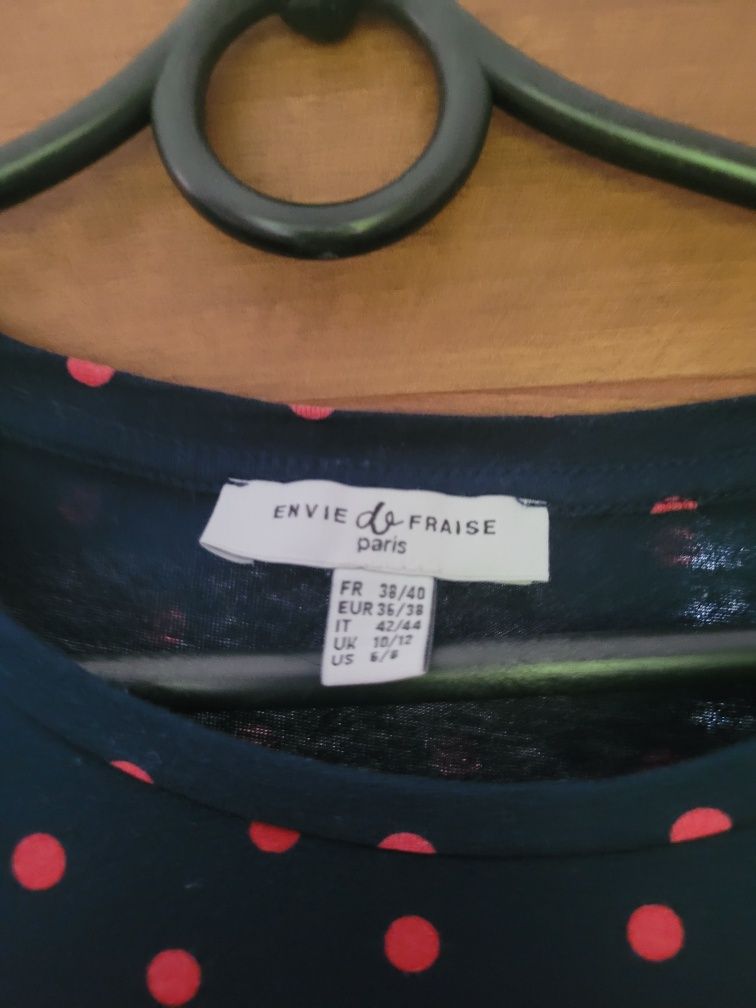 ENVIE de FRAISE
paris
FR 38/40
EUR 36/38
IT 42/44
UK 10/12
US 6/8